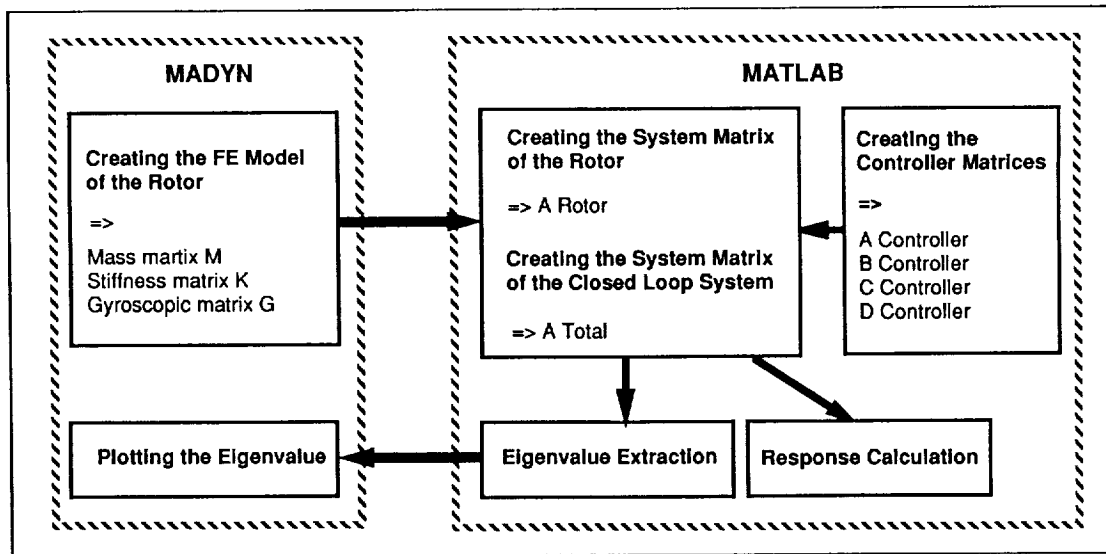 MADYN
Creating the FE Model
of the Rotor
=>
Mass martix M
Stiffness matrix K
Gyroscopic matrix G
Plotting the Eigenvalue
MATLAB
Creating the System Matrix
of the Rotor
=> A Rotor
Creating the System Matrix
of the Closed Loop System
=> A Total
Creating the
Controller Matrices
=>
A Controller
B Controller
C Controller
D Controller
Eigenvalue Extraction
Response Calculation